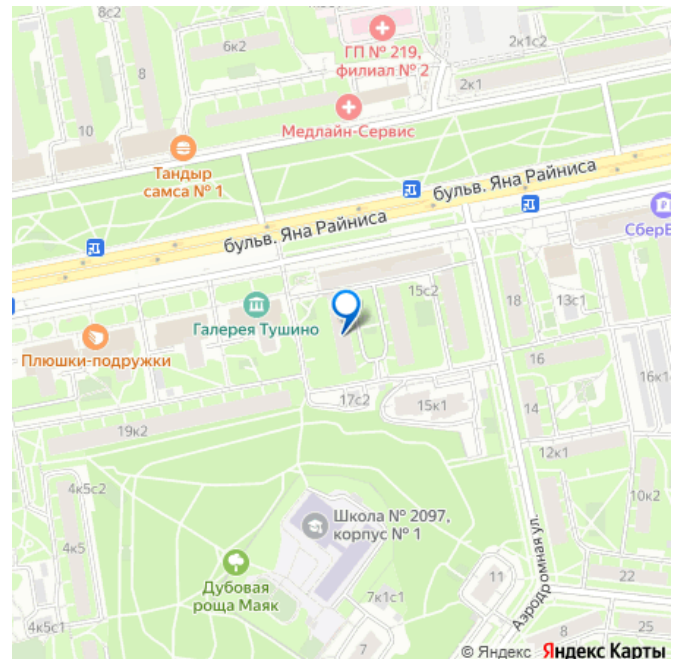 8с2
6к2
ГП № 219,
филиал № 2
2к1с2
8
2к1
10
Медлайн-Сервис
Тандыр
самса № 1
бульв. Яна Райниса
бульв. Яна Райниса
СберБ
15с2
18
13с1
Галерея Тушино
Плюшки-подружки
16
16к1
17с2
15к1
14
19к2
12к1
4к5с2
10к2
Школа № 2097,
корпус № 1
4к5
Дубовая
роща Маяк
7к1с1
11
22
Аэродромная ул.
4к5с1
7
8
25
© Яндекс Яндекс Карты